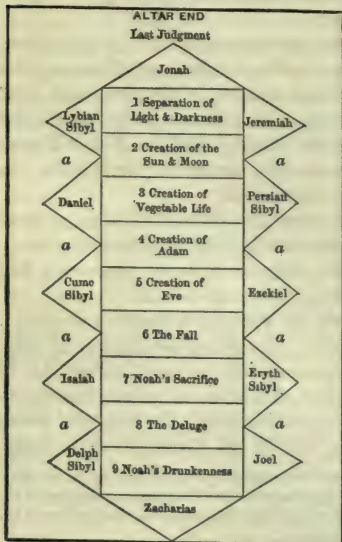 ALTAR END
Last Judgment
Jonah
Lybian
Sibyl
1 Separation of
Light & Darkness
Jeremiah
a
2 Creation of the
Sun & Moon
a
Daniel
3 Creation of
Vegetable Life
Persian
Sibyl
a
4 Creation of
Adam
a
Cume
Sibyl
5 Creation of
Eve
Ezekiel
a
6 The Fall
a
Isaiah
7 Noah's Sacrifice
Eryth
Sibyl
a
8 The Deluge
a
Delph
Sibyl
9 Noah's Drunkenness
Joel
Zacharias